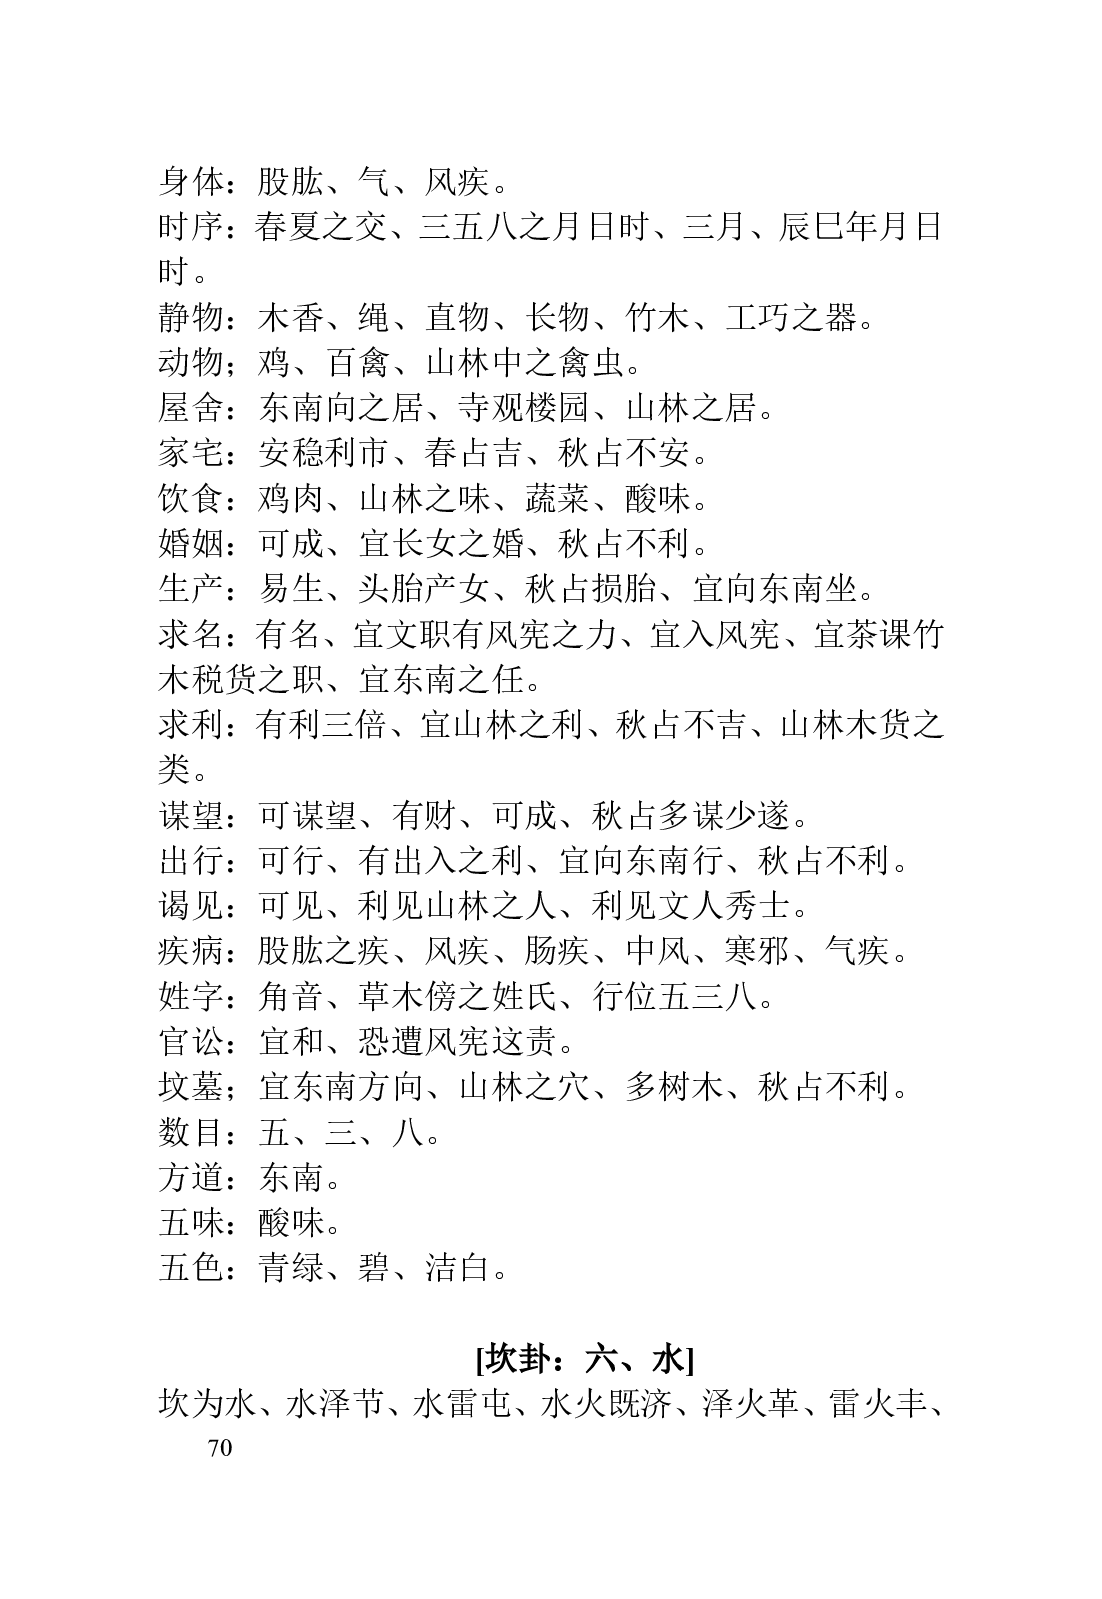 身体：股肱、气、风疾。
时序：春夏之交、三五八之月日时、三月、辰巳年月日
时。
静物：木香、绳、直物、长物、竹木、工巧之器。
动物；鸡、百禽、山林中之禽虫。
屋舍：东南向之居、寺观楼园、山林之居。
家宅：安稳利市、春占吉、秋占不安。
饮食：鸡肉、山林之味、蔬菜、酸味。
婚姻：可成、宜长女之婚、秋占不利。
生产：易生、头胎产女、秋占损胎、宜向东南坐。
求名：有名、宜文职有风宪之力、宜入风宪、宜茶课竹
木税货之职、宜东南之任。
求利：有利三倍、宜山林之利、秋占不吉、山林木货之
类。
谋望：可谋望、有财、可成、秋占多谋少遂。
出行：可行、有出入之利、宜向东南行、秋占不利。
谒见：可见、利见山林之人、利见文人秀士。
疾病：股肱之疾、风疾、肠疾、中风、寒邪、气疾。
姓字：角音、草木傍之姓氏、行位五三八。
官讼：宜和、恐遭风宪这责。
坟墓；宜东南方向、山林之穴、多树木、秋占不利。
数目：五、三、八。
方道：东南。
五味：酸味。
五色：青绿、碧、洁白。
[坎卦：六、水]
坎为水、水泽节、水雷屯、水火既济、泽火革、雷火丰、
70